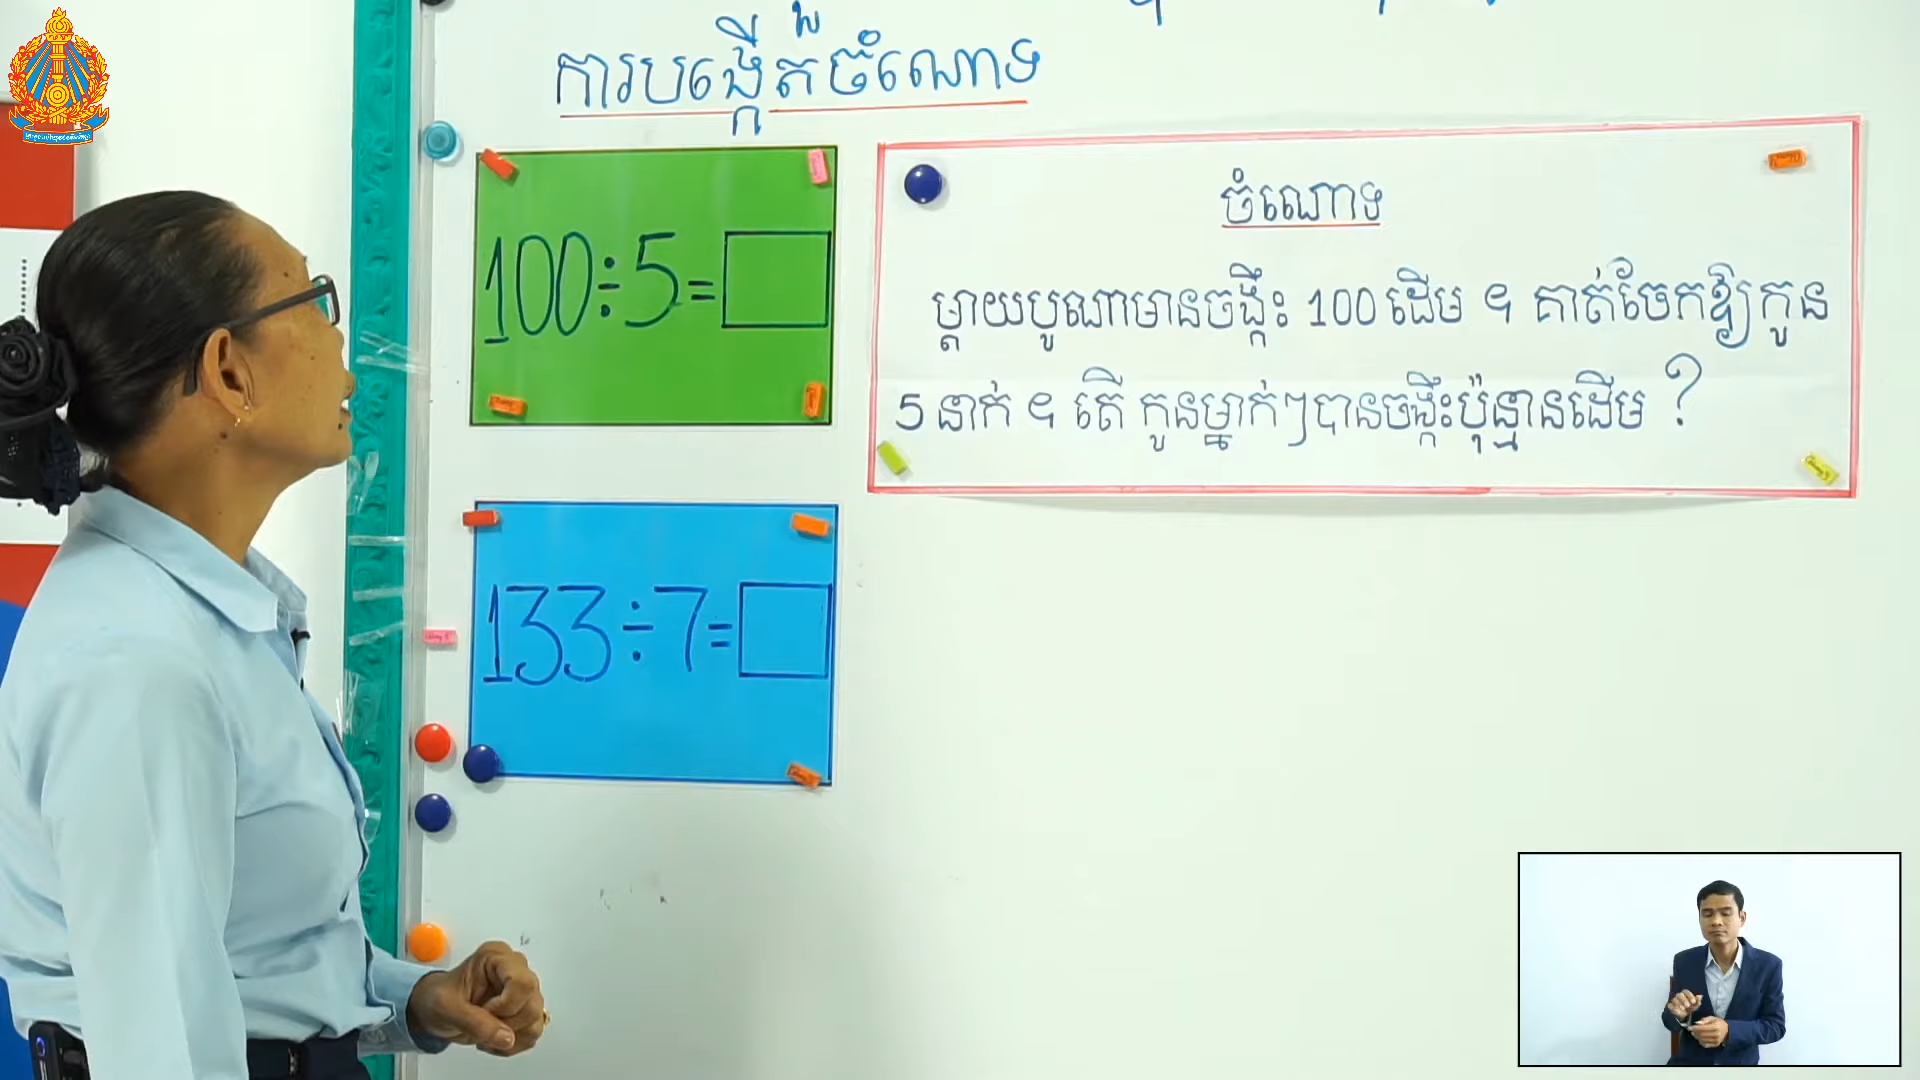 ការបង្កើតចំណោទ
100÷5=
133÷7=
ចំណោទ
ម្ដាយបូណាមានចង្កឹះ 100 ដើម ។ គាត់ចែកឱ្យកូន
5 នាក់ ។ តើ កូនម្នាក់ៗបានចង្កឹះប៉ុន្មានដើម ?